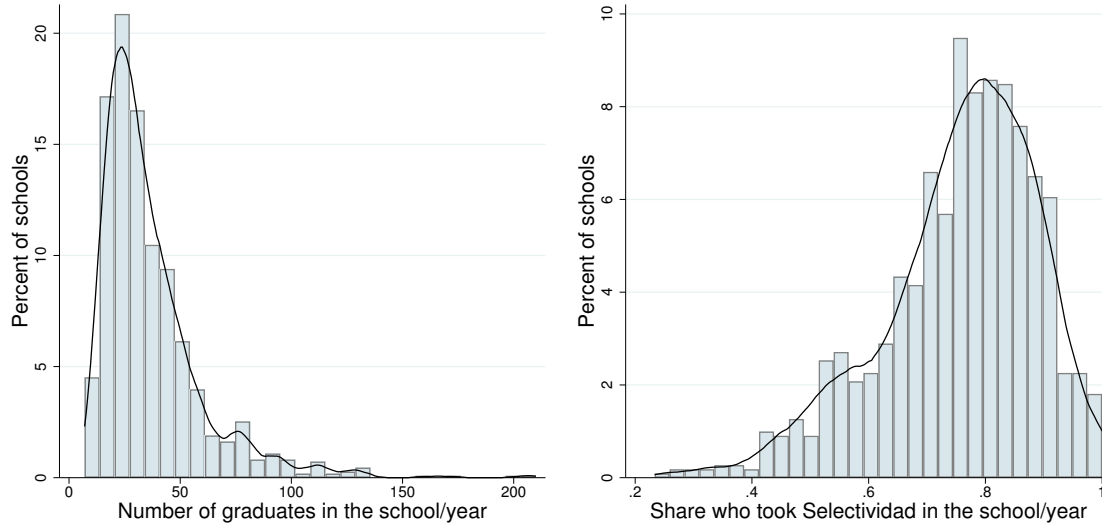 20
15
10
5
0
Percent of schools
0 50 100 150 200
Number of graduates in the school/year
10
8
6
4
2
0
Percent of schools
.2 .4 .6 .8 1
Share who took Selectividad in the school/year